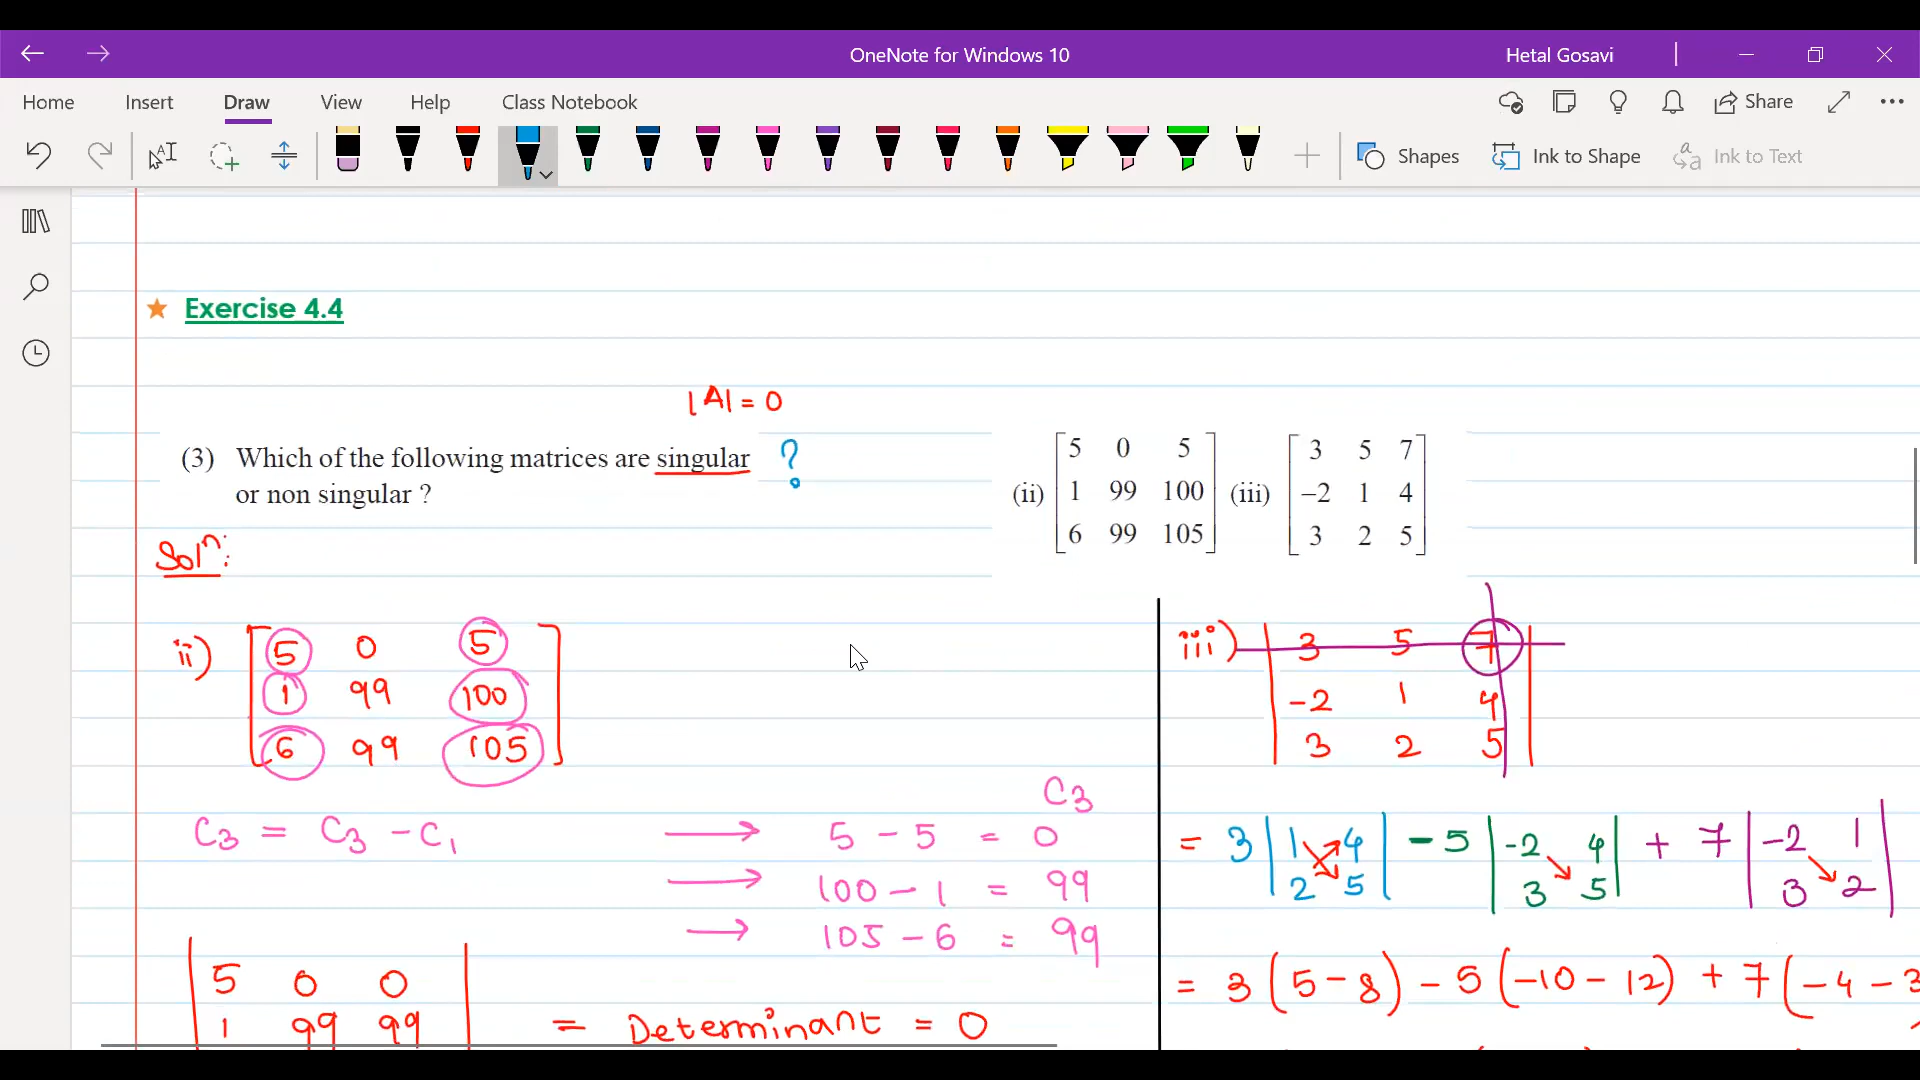 OneNote for Windows 10
Hetal Gosavi
Home Insert Draw View Help Class Notebook
Share
Shapes Ink to Shape Ink to Text
Exercise 4.4
|A| = 0
(3) Which of the following matrices are singular ?
or non singular ?
(ii) 5 0 5
1 99 100
6 99 105
(iii) 3 5 7
-2 1 4
3 2 5
Solⁿ:
ii) 5 0 5
1 99 100
6 99 105
C3 = C3 - C1
C3
→ 5 - 5 = 0
→ 100 - 1 = 99
→ 105 - 6 = 99
5 0 0
1 99 99
= Determinant = 0
iii) 3 5 7
-2 1 4
3 2 5
= 3 | 1 4 | - 5 | -2 4 | + 7 | -2 1 |
2 5 3 5 3 2
= 3 (5 - 8) - 5 (-10 - 12) + 7 (-4 - 3